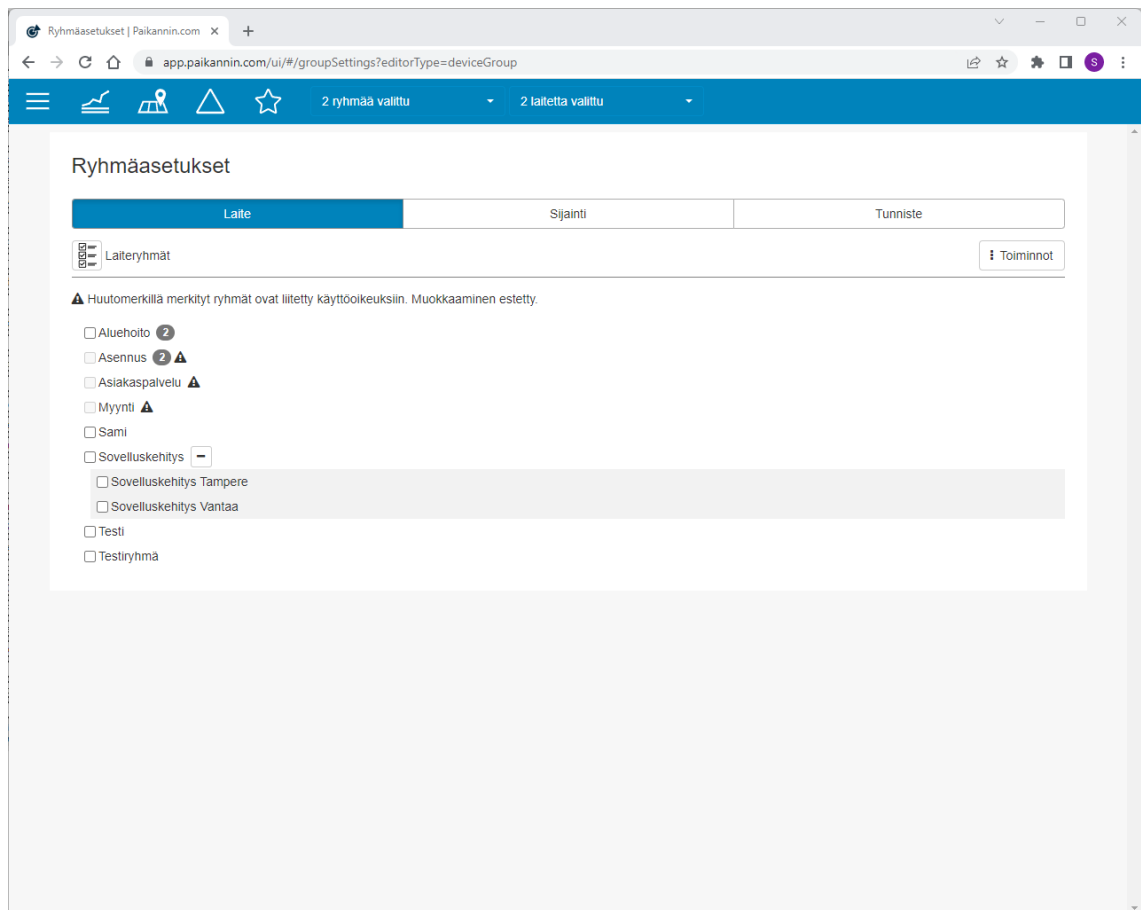 Ryhmäasetukset | Paikannin.com
app.paikannin.com/ui/#/groupSettings?editorType=deviceGroup
S
2 ryhmää valittu 2 laitetta valittu
Ryhmäasetukset
Laite Sijainti Tunniste
Laiteryhmät Toiminnot
Huutomerkillä merkityt ryhmät ovat liitetty käyttöoikeuksiin. Muokkaaminen estetty.
Aluehoito 2
Asennus 2
Asiakaspalvelu
Myynti
Sami
Sovelluskehitys
Sovelluskehitys Tampere
Sovelluskehitys Vantaa
Testi
Testiryhmä